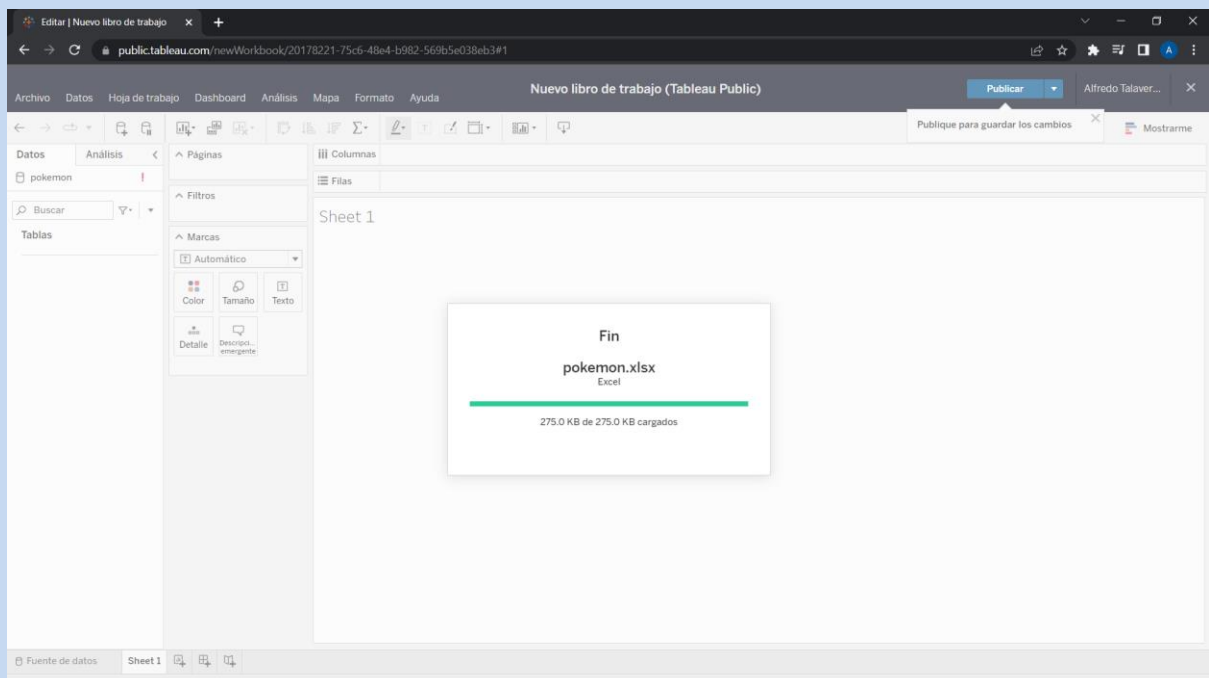 Editar | Nuevo libro de trabajo
public.tableau.com/newWorkbook/20178221-75c6-48e4-b982-569b5e038eb3#1
A
Nuevo libro de trabajo (Tableau Public)
Publicar
Alfredo Talaver...
Archivo Datos Hoja de trabajo Dashboard Análisis Mapa Formato Ayuda
Publique para guardar los cambios
Mostrarme
Datos Análisis
Páginas
Columnas
pokemon !
Filas
Filtros
Buscar
Sheet 1
Tablas
Marcas
Automático
Color Tamaño Texto
Detalle Descripci... emergente
Fin
pokemon.xlsx
Excel
275.0 KB de 275.0 KB cargados
Fuente de datos Sheet 1